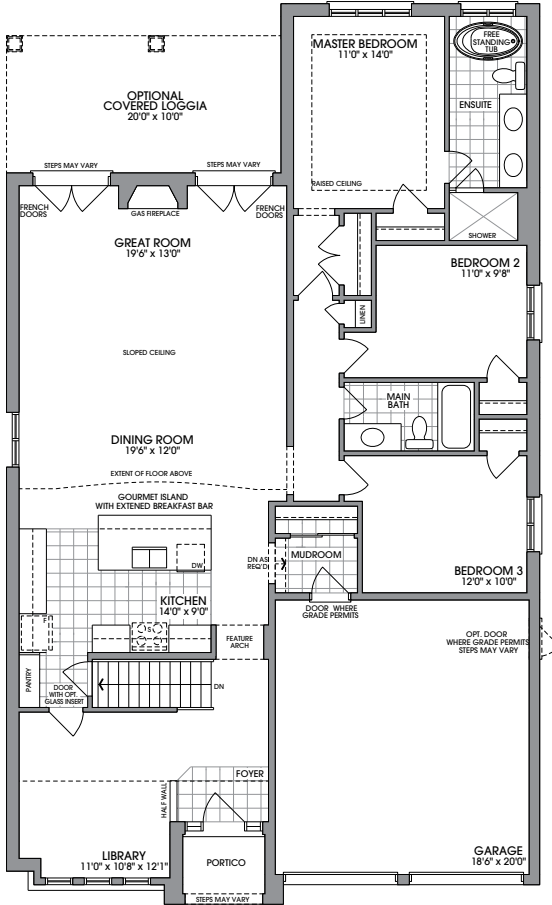 MASTER BEDROOM
11'0" x 14'0"
FREE
STANDING
TUB
ENSUITE
OPTIONAL
COVERED LOGGIA
20'0" x 10'0"
STEPS MAY VARY
STEPS MAY VARY
RAISED CEILING
FRENCH
DOORS
GAS FIREPLACE
FRENCH
DOORS
SHOWER
GREAT ROOM
19'6" x 13'0"
BEDROOM 2
11'0" x 9'8"
LINEN
SLOPED CEILING
MAIN
BATH
DINING ROOM
19'6" x 12'0"
EXTENT OF FLOOR ABOVE
GOURMET ISLAND
WITH EXTENED BREAKFAST BAR
DW
DN AS
REQ'D
MUDROOM
BEDROOM 3
12'0" x 10'0"
KITCHEN
14'0" x 9'0"
DOOR WHERE
GRADE PERMITS
F
S
FEATURE
ARCH
OPT. DOOR
WHERE GRADE PERMITS
STEPS MAY VARY
PANTRY
DOOR
WITH OPT.
GLASS INSERT
DN
FOYER
HALF WALL
LIBRARY
11'0" x 10'8" x 12'1"
PORTICO
GARAGE
18'6" x 20'0"
STEPS MAY VARY